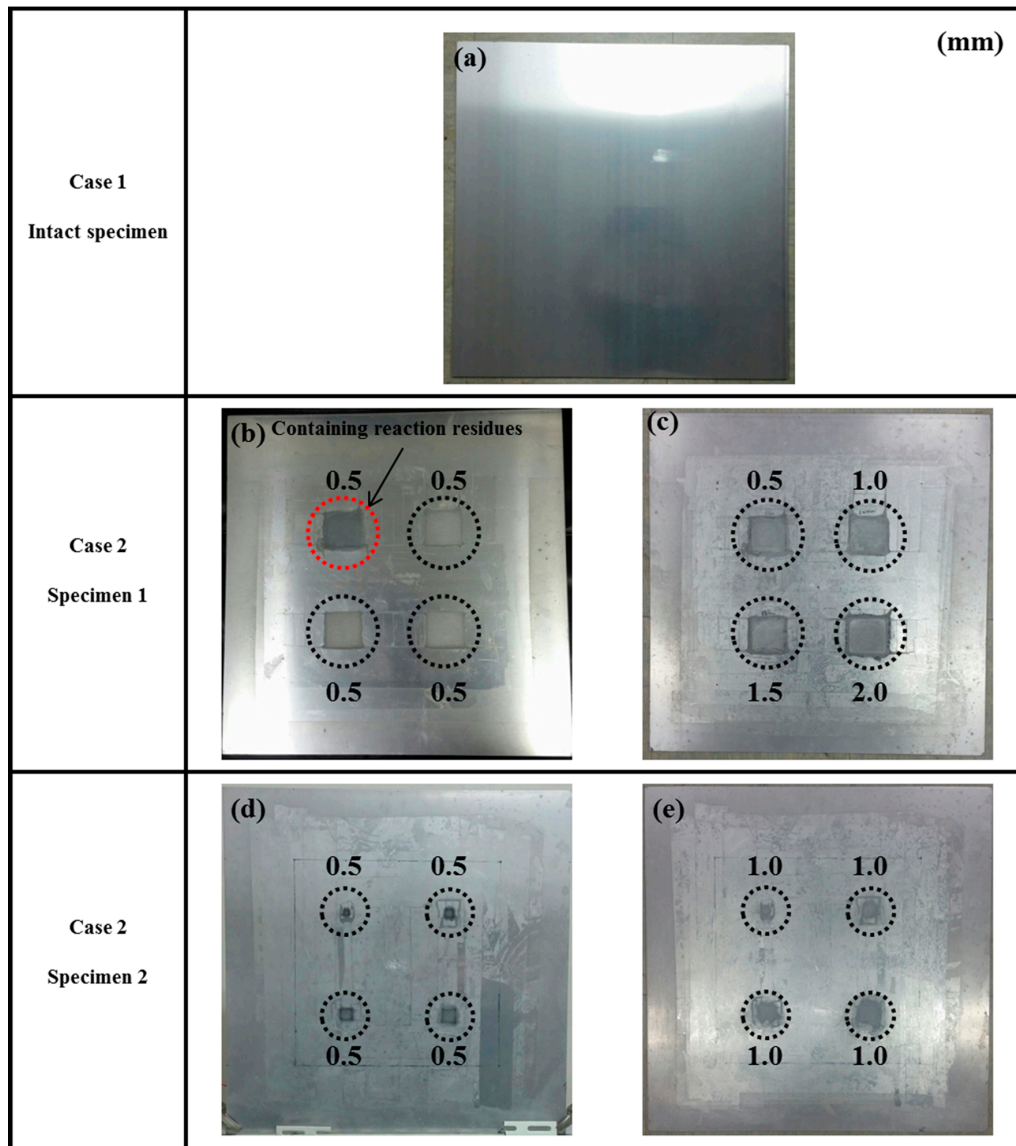 (mm)
(a)
Case 1
Intact specimen
(b)
Containing reaction residues
0.5 0.5
0.5 0.5
(c)
0.5 1.0
1.5 2.0
Case 2
Specimen 1
(d)
0.5 0.5
0.5 0.5
(e)
1.0 1.0
1.0 1.0
Case 2
Specimen 2